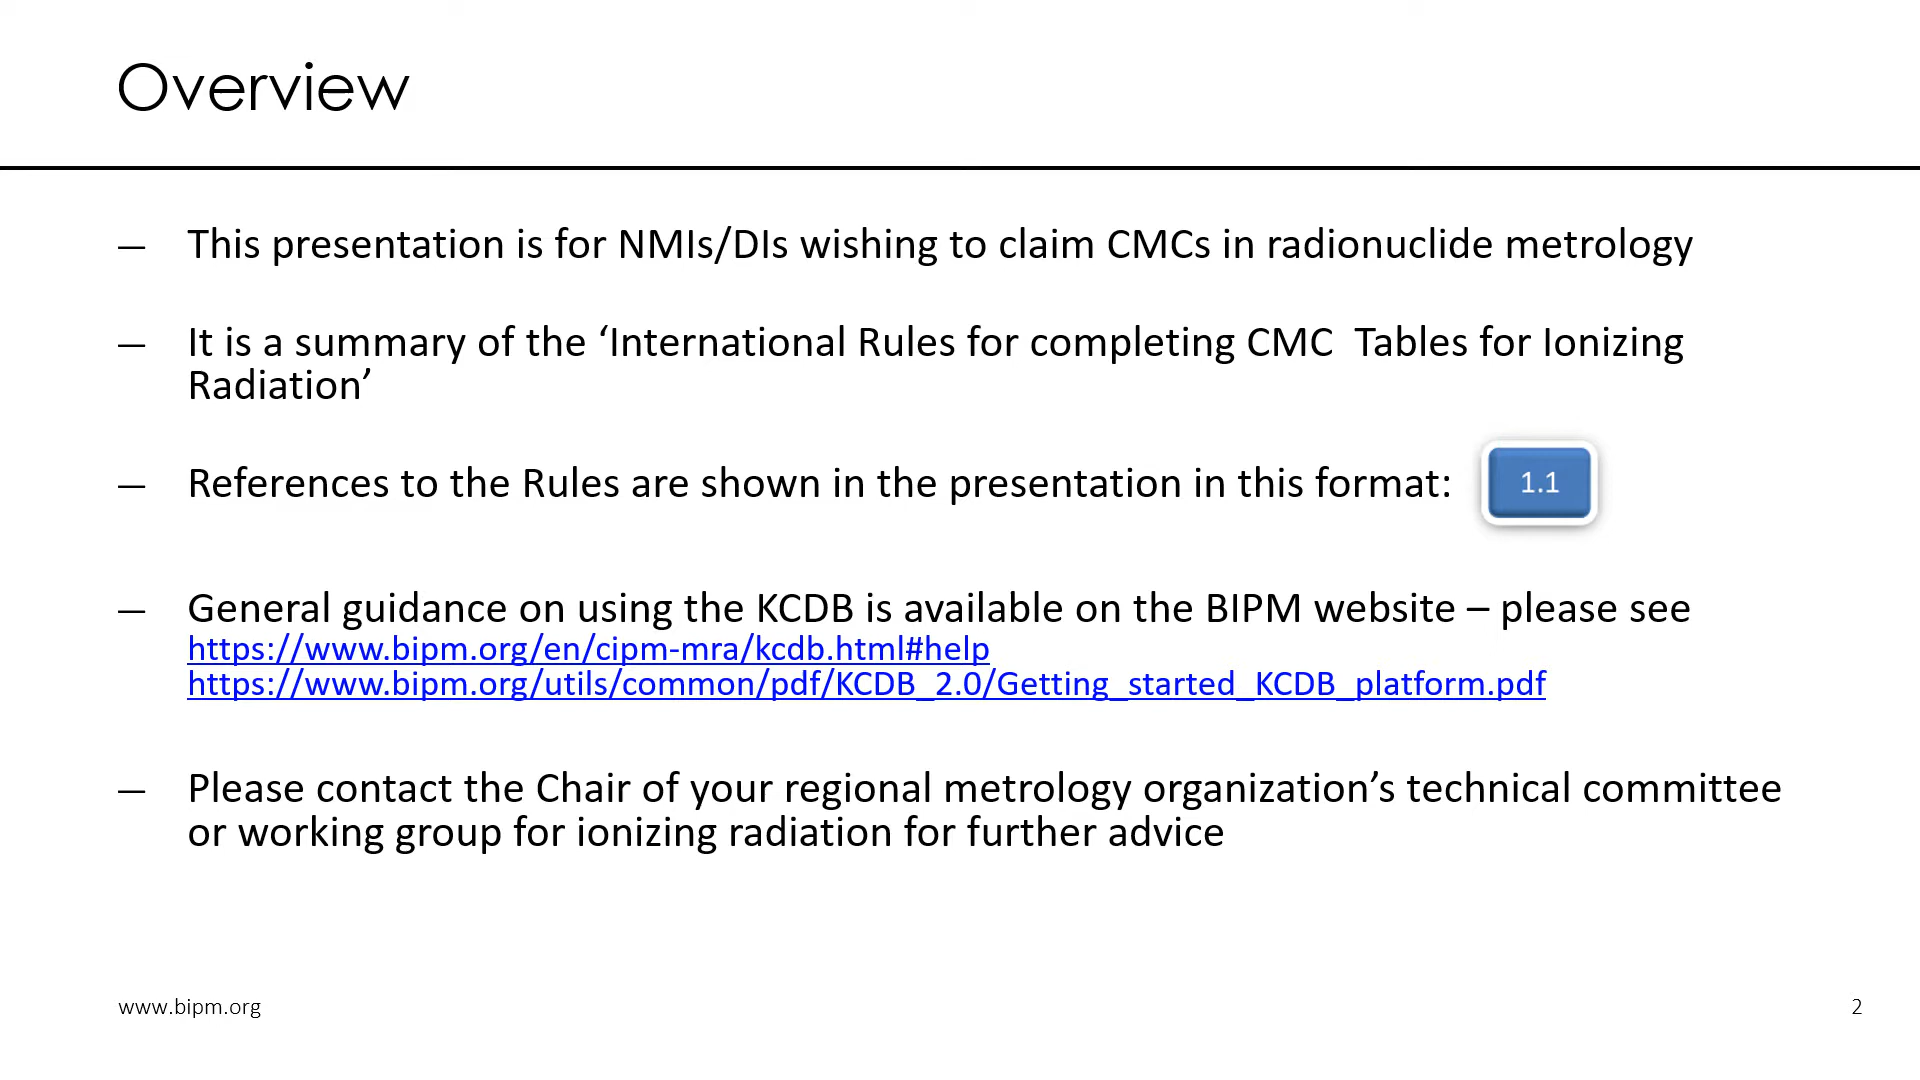 Overview
– This presentation is for NMIs/DIs wishing to claim CMCs in radionuclide metrology
– It is a summary of the ‘International Rules for completing CMC  Tables for Ionizing
Radiation’
– References to the Rules are shown in the presentation in this format: 1.1
– General guidance on using the KCDB is available on the BIPM website – please see
https://www.bipm.org/en/cipm-mra/kcdb.html#help
https://www.bipm.org/utils/common/pdf/KCDB_2.0/Getting_started_KCDB_platform.pdf
– Please contact the Chair of your regional metrology organization’s technical committee
or working group for ionizing radiation for further advice
www.bipm.org 2